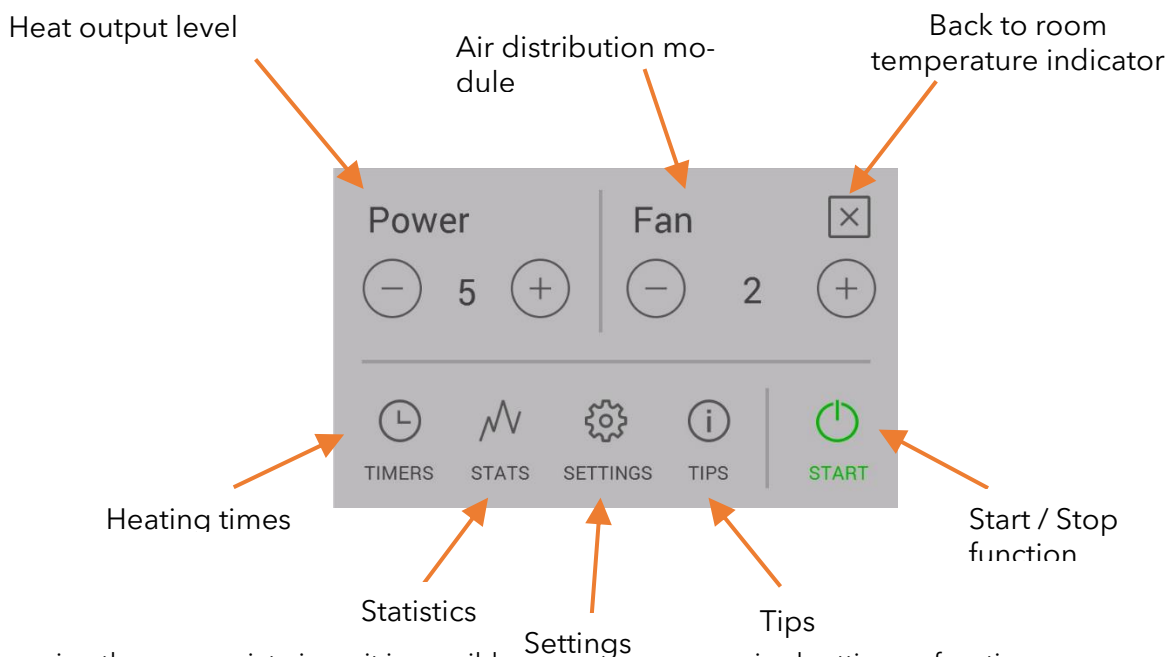 Heat output level
Air distribution mo-
dule
Back to room
temperature indicator
Power
Fan
5
2
TIMERS
STATS
SETTINGS
TIPS
START
Heating times
Start / Stop
function
Statistics
Settings
Tips